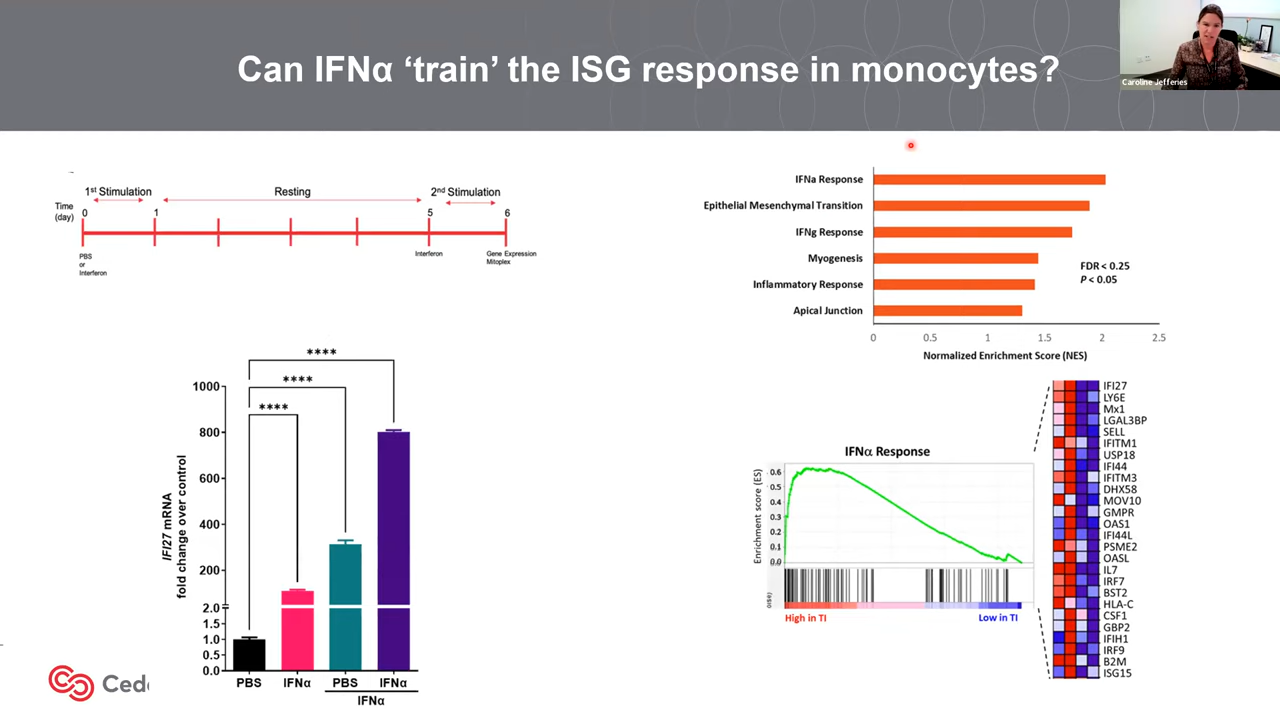 Can IFNα ‘train’ the ISG response in monocytes?
Caroline Jefferies
1st Stimulation
Resting
2nd Stimulation
Time
(day)
0
1
5
6
PBS
or
Interferon
Interferon
Gene Expression
Mitoplex
IFNa Response
Epithelial Mesenchymal Transition
IFNg Response
Myogenesis
Inflammatory Response
Apical Junction
FDR < 0.25
P < 0.05
0 0.5 1 1.5 2 2.5
Normalized Enrichment Score (NES)
****
****
****
1000
800
600
400
200
2.0
1.5
1.0
0.5
0.0
IFI27 mRNA
fold change over control
PBS IFNα PBS IFNα
IFNα
IFNα Response
Enrichment score (ES)
0.6
0.5
0.4
0.3
0.2
0.1
0.0
High in TI
Low in TI
IFI27
LY6E
Mx1
LGAL3BP
SELL
IFITM1
USP18
IFI44
IFITM3
DHX58
MOV10
GMPR
OAS1
IFI44L
PSME2
OASL
IL7
IRF7
BST2
HLA-C
CSF1
GBP2
IFIH1
IRF9
B2M
ISG15
Ced